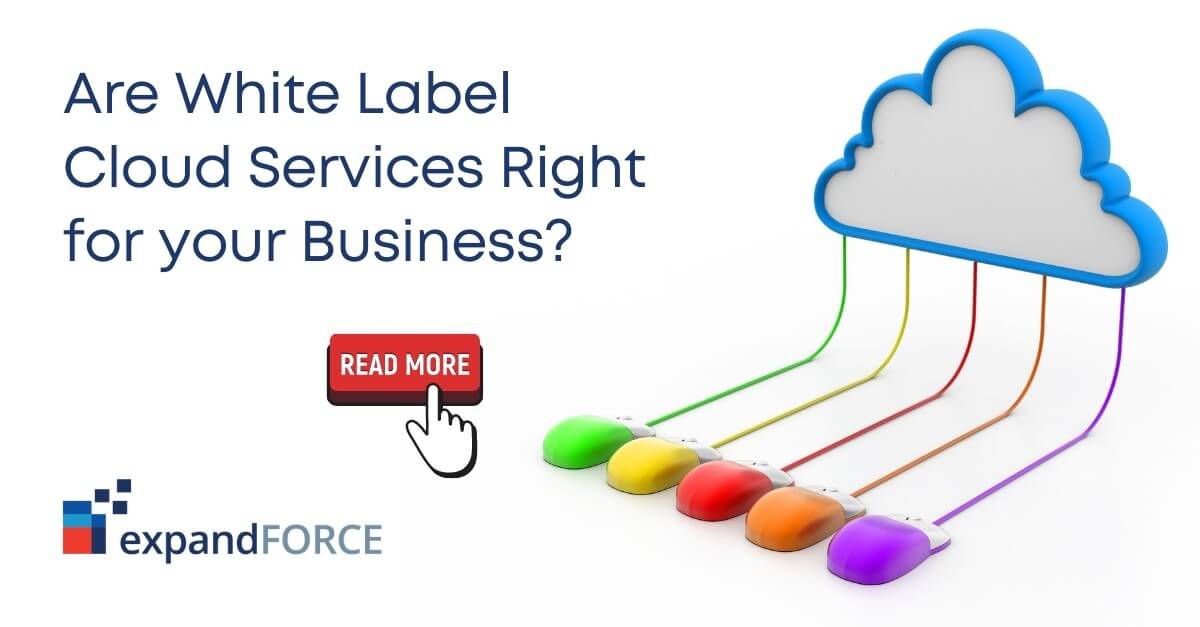 Are White Label
Cloud Services Right
for your Business?
READ MORE
expandFORCE